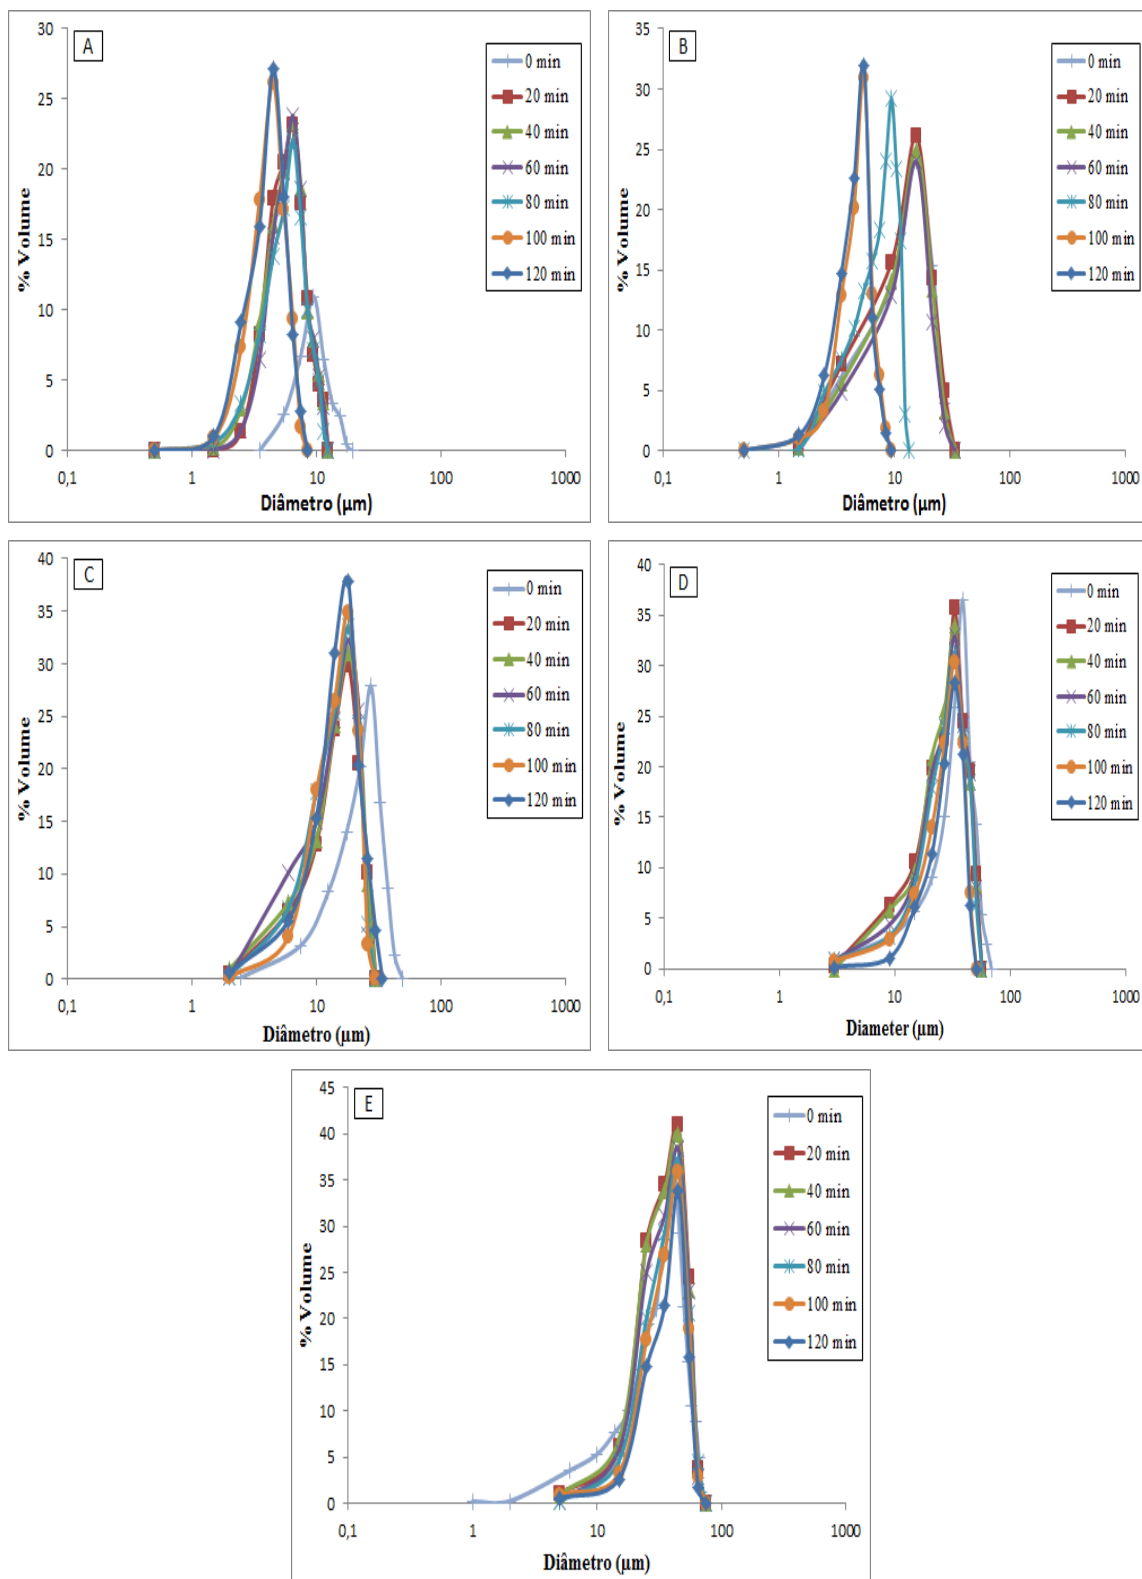 A
% Volume
30
25
20
15
10
5
0
0,1 1 10 100 1000
Diâmetro (µm)
0 min
20 min
40 min
60 min
80 min
100 min
120 min
B
% Volume
35
30
25
20
15
10
5
0
0,1 1 10 100 1000
Diâmetro (µm)
0 min
20 min
40 min
60 min
80 min
100 min
120 min
C
% Volume
40
35
30
25
20
15
10
5
0
0,1 1 10 100 1000
Diâmetro (µm)
0 min
20 min
40 min
60 min
80 min
100 min
120 min
D
% Volume
40
35
30
25
20
15
10
5
0
0,1 1 10 100 1000
Diameter (µm)
0 min
20 min
40 min
60 min
80 min
100 min
120 min
E
% Volume
45
40
35
30
25
20
15
10
5
0
0,1 1 10 100 1000
Diâmetro (µm)
0 min
20 min
40 min
60 min
80 min
100 min
120 min